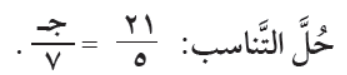 حُلَّ التَّناسب: ٢١/٥ = جـ/٧ .